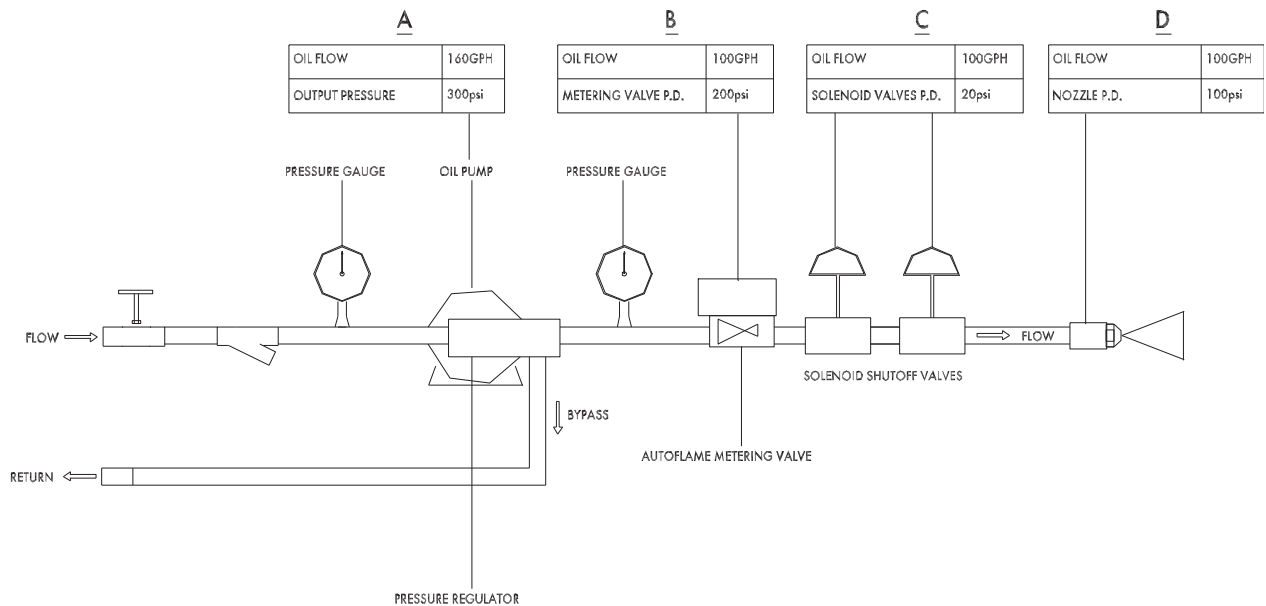 A
B
C
D
OIL FLOW 160GPH
OUTPUT PRESSURE 300psi
OIL FLOW 100GPH
METERING VALVE P.D. 200psi
OIL FLOW 100GPH
SOLENOID VALVES P.D. 20psi
OIL FLOW 100GPH
NOZZLE P.D. 100psi
PRESSURE GAUGE
OIL PUMP
PRESSURE GAUGE
FLOW
FLOW
SOLENOID SHUTOFF VALVES
BYPASS
AUTOFLAME METERING VALVE
RETURN
PRESSURE REGULATOR